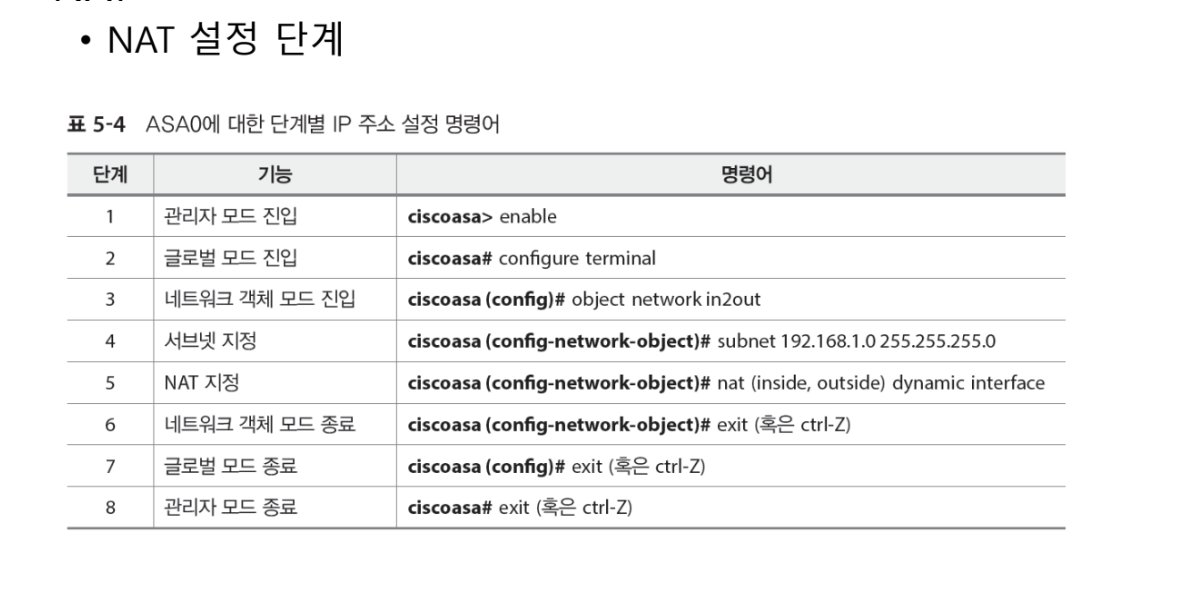 • NAT 설정 단계
표 5-4 ASA0에 대한 단계별 IP 주소 설정 명령어
단계 기능 명령어
1 관리자 모드 진입 ciscoasa> enable
2 글로벌 모드 진입 ciscoasa# configure terminal
3 네트워크 객체 모드 진입 ciscoasa (config)# object network in2out
4 서브넷 지정 ciscoasa (config-network-object)# subnet 192.168.1.0 255.255.255.0
5 NAT 지정 ciscoasa (config-network-object)# nat (inside, outside) dynamic interface
6 네트워크 객체 모드 종료 ciscoasa (config-network-object)# exit (혹은 ctrl-Z)
7 글로벌 모드 종료 ciscoasa (config)# exit (혹은 ctrl-Z)
8 관리자 모드 종료 ciscoasa# exit (혹은 ctrl-Z)